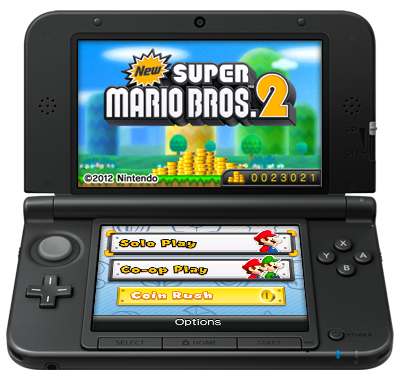 New
SUPER
MARIO BROS. 2
©2012 Nintendo
0023021
Solo Play
Co-op Play
Coin Rush
Options
X
Y
A
B
SELECT
HOME
START
POWER